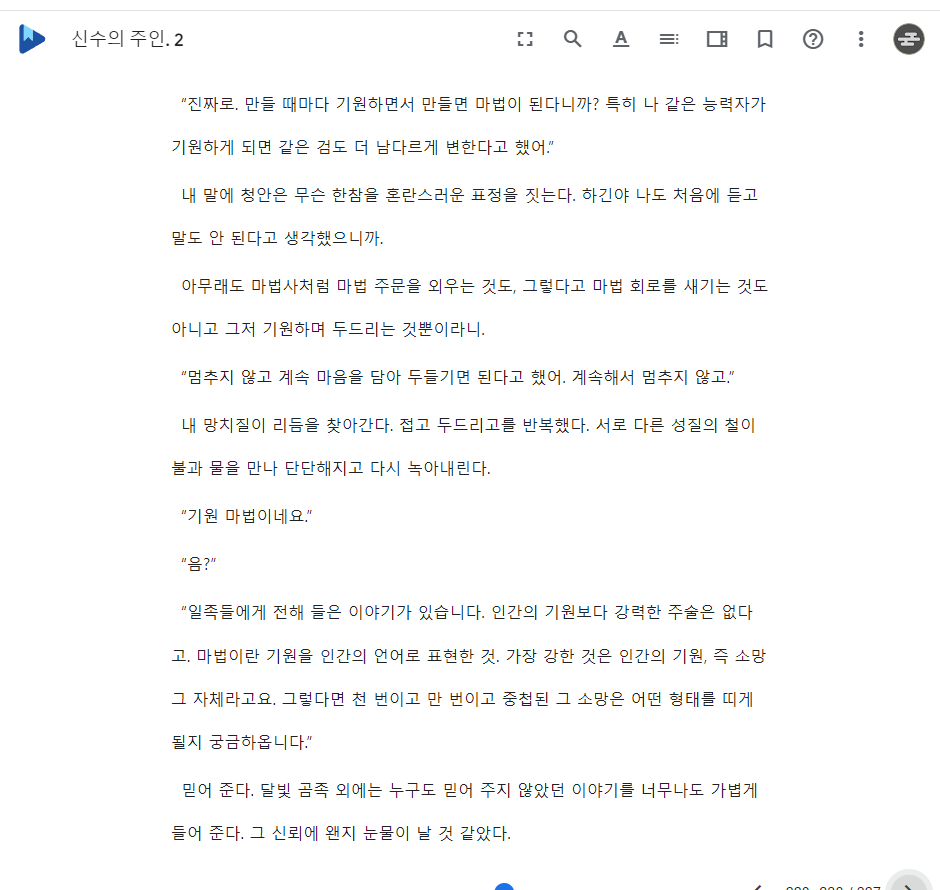 신수의 주인. 2
"진짜로. 만들 때마다 기원하면서 만들면 마법이 된다니까? 특히 나 같은 능력자가
기원하게 되면 같은 검도 더 남다르게 변한다고 했어."
내 말에 청안은 무슨 한참을 혼란스러운 표정을 짓는다. 하긴야 나도 처음에 듣고
말도 안 된다고 생각했으니까.
아무래도 마법사처럼 마법 주문을 외우는 것도, 그렇다고 마법 회로를 새기는 것도
아니고 그저 기원하며 두드리는 것뿐이라니.
"멈추지 않고 계속 마음을 담아 두들기면 된다고 했어. 계속해서 멈추지 않고."
내 망치질이 리듬을 찾아간다. 접고 두드리고를 반복했다. 서로 다른 성질의 철이
불과 물을 만나 단단해지고 다시 녹아내린다.
"기원 마법이네요."
"음?"
"일족들에게 전해 들은 이야기가 있습니다. 인간의 기원보다 강력한 주술은 없다
고. 마법이란 기원을 인간의 언어로 표현한 것. 가장 강한 것은 인간의 기원, 즉 소망
그 자체라고요. 그렇다면 천 번이고 만 번이고 중첩된 그 소망은 어떤 형태를 띠게
될지 궁금하옵니다."
믿어 준다. 달빛 곰족 외에는 누구도 믿어 주지 않았던 이야기를 너무나도 가볍게
들어 준다. 그 신뢰에 왠지 눈물이 날 것 같았다.